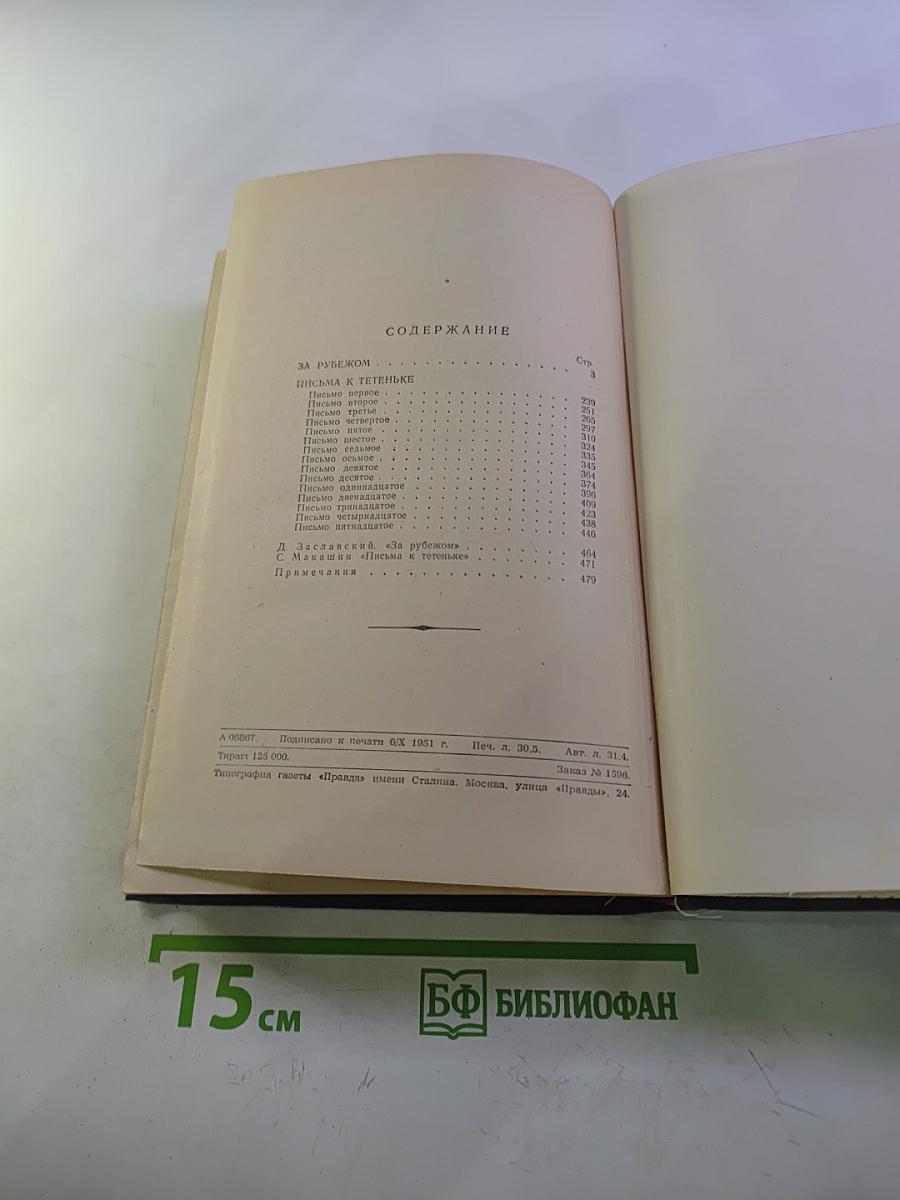 СОДЕРЖАНИЕ
Стр.
ЗА РУБЕЖОМ . . . . . . . . . . . . . . . 3
ПИСЬМА К ТЕТЕНЬКЕ
Письмо первое . . . . . . . . . . . . . . 239
Письмо второе . . . . . . . . . . . . . . 251
Письмо третье . . . . . . . . . . . . . . 265
Письмо четвертое . . . . . . . . . . . . . 297
Письмо пятое . . . . . . . . . . . . . . 310
Письмо шестое . . . . . . . . . . . . . . 324
Письмо седьмое . . . . . . . . . . . . . 335
Письмо осьмое . . . . . . . . . . . . . . 345
Письмо девятое . . . . . . . . . . . . . 364
Письмо десятое . . . . . . . . . . . . . 374
Письмо одиннадцатое . . . . . . . . . . . 396
Письмо двенадцатое . . . . . . . . . . . . 409
Письмо тринадцатое . . . . . . . . . . . . 423
Письмо четырнадцатое . . . . . . . . . . . 438
Письмо пятнадцатое . . . . . . . . . . . . 446
Д. Заславский. «За рубежом» . . . . . . . . 464
С. Макашин «Письма к тетеньке» . . . . . . . 471
Примечания . . . . . . . . . . . . . . . 479
А 06867. Подписано к печати 6/X 1951 г. Печ. л. 30,5. Авт. л. 31,4.
Тираж 125 000. Заказ № 1596.
Типография газеты «Правда» имени Сталина. Москва, улица «Правды», 24.
15 см
БФ БИБЛИОФАН